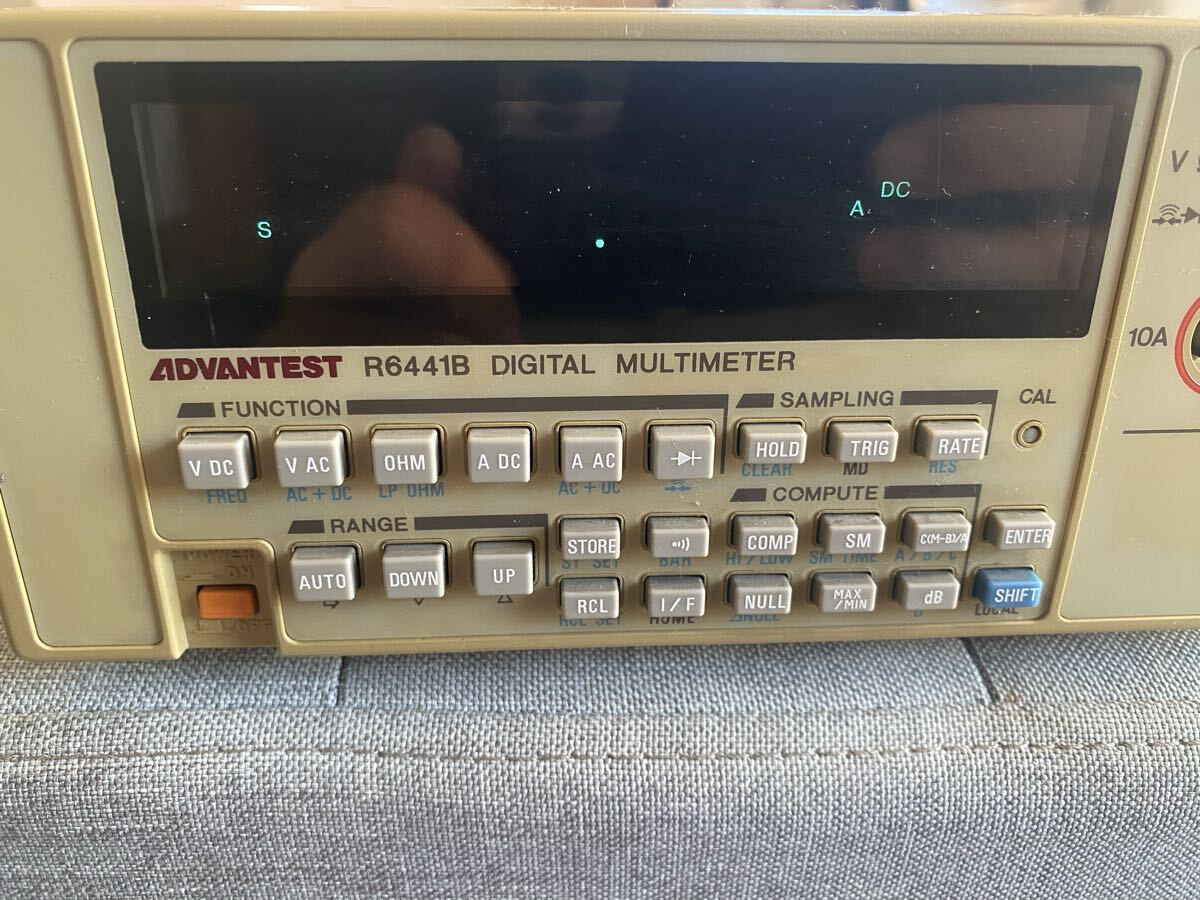 S
A
DC
V
ADVANTEST R6441B DIGITAL MULTIMETER
10A
FUNCTION
SAMPLING
CAL
V DC
V AC
OHM
A DC
A AC
HOLD
TRIG
RATE
FREQ
AC + DC
LP OHM
AC + DC
CLEAR
MD
RES
RANGE
COMPUTE
STORE
COMP
SM
C(M-B)/A
ENTER
ST SET
BAR
HI / LOW
SM TIME
A / B / C
POWER
ON
OFF
AUTO
DOWN
UP
RCL
I / F
NULL
MAX
/MIN
dB
SHIFT
RCL SET
HOME
⊿NULL
LOCAL